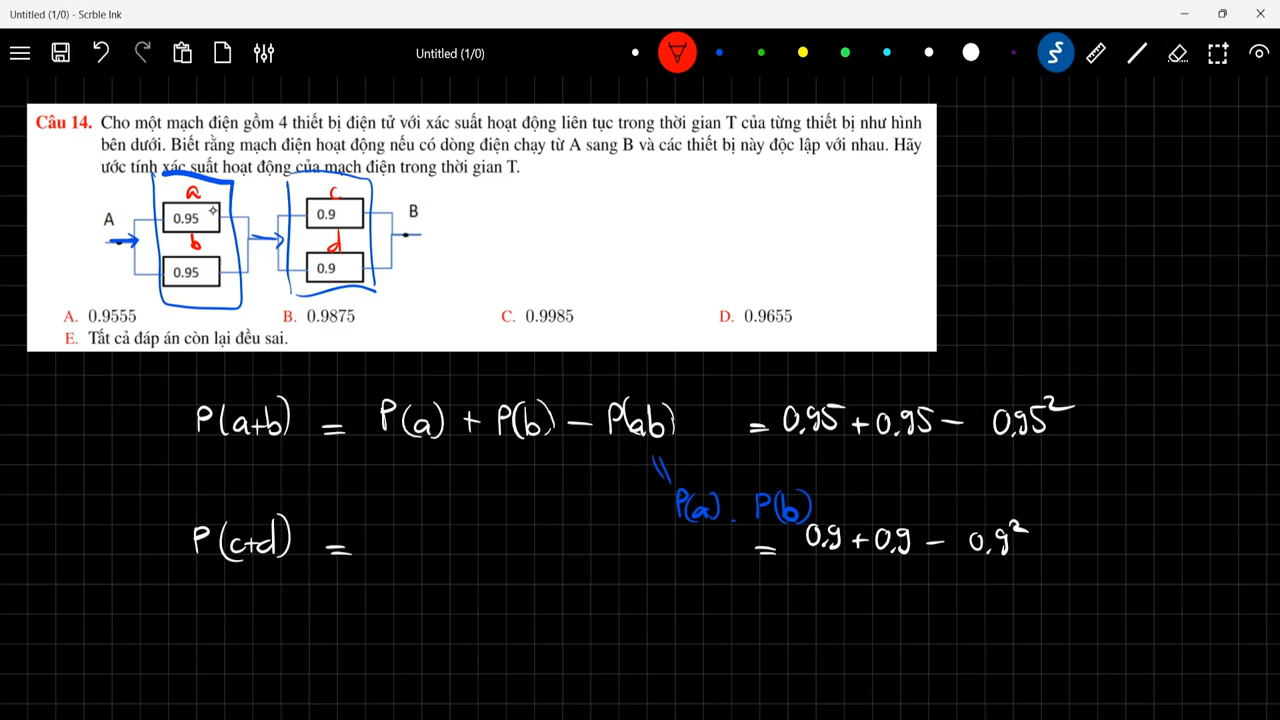 Untitled (1/0) - Scrble Ink
Untitled (1/0)
Câu 14. Cho một mạch điện gồm 4 thiết bị điện tử với xác suất hoạt động liên tục trong thời gian T của từng thiết bị như hình
bên dưới. Biết rằng mạch điện hoạt động nếu có dòng điện chạy từ A sang B và các thiết bị này độc lập với nhau. Hãy
ước tính xác suất hoạt động của mạch điện trong thời gian T.
a c
A 0.95 0.9 B
b d
0.95 0.9
A. 0.9555 B. 0.9875 C. 0.9985 D. 0.9655
E. Tất cả đáp án còn lại đều sai.
P(a+b) = P(a) + P(b) - P(ab) = 0,95 + 0,95 - 0,95²
P(a) . P(b)
P(c+d) = = 0,9 + 0,9 - 0,9²